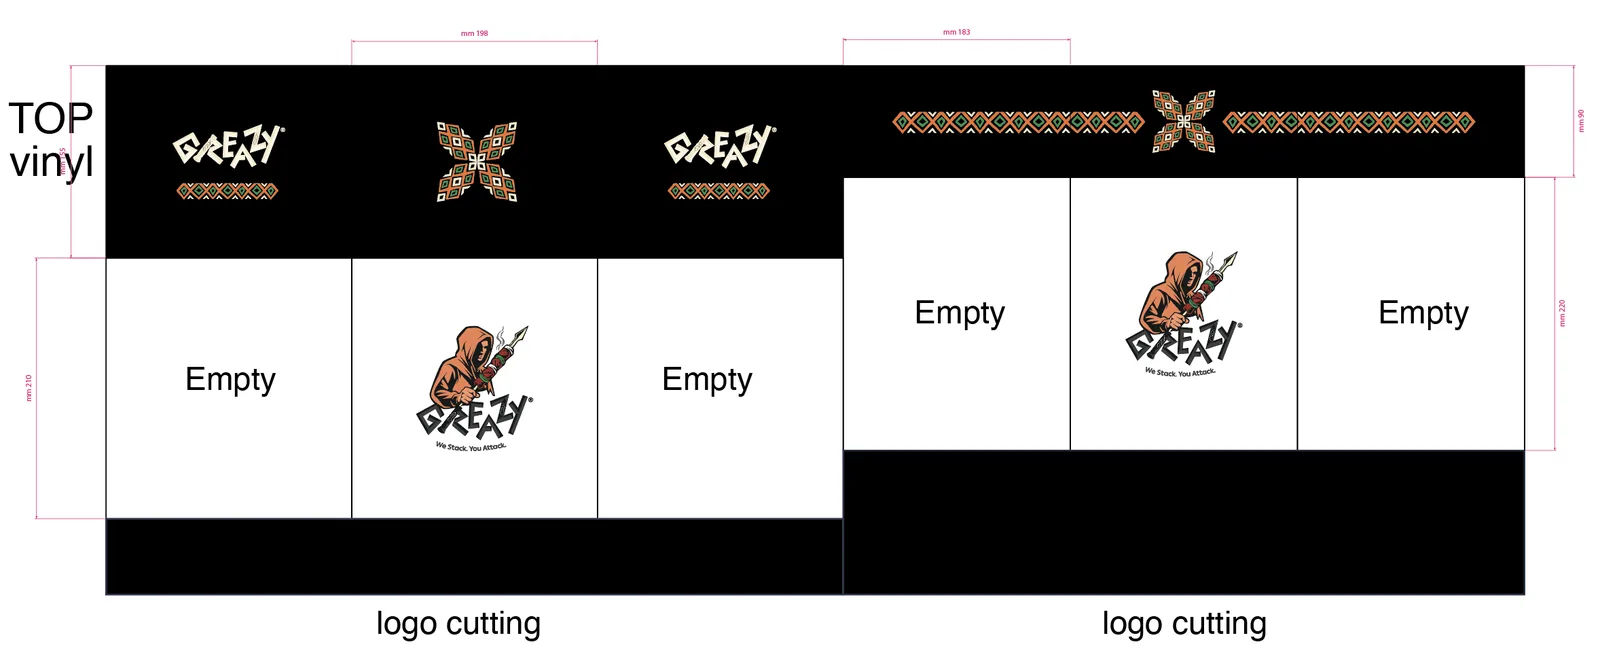 mm 198
mm 183
TOP
vinyl
GREAZY®
GREAZY®
mm 90
Empty
GREAZY®
We Stack. You Attack.
Empty
mm 210
Empty
GREAZY®
We Stack. You Attack.
Empty
mm 220
logo cutting
logo cutting